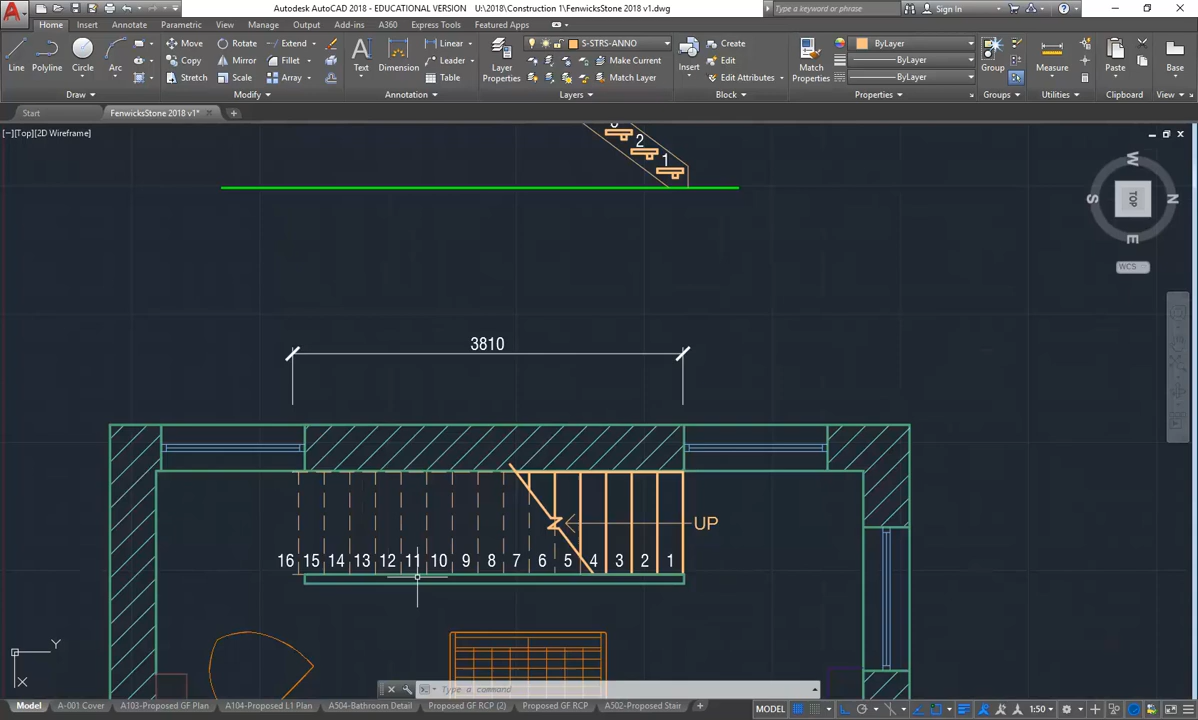 Autodesk AutoCAD 2018 - EDUCATIONAL VERSION U:\2018\Construction 1\FenwicksStone 2018 v1.dwg
Type a keyword or phrase
Sign In
Home Insert Annotate Parametric View Manage Output Add-ins A360 Express Tools Featured Apps
Line Polyline Circle Arc
Move Rotate Extend
Copy Mirror Fillet
Stretch Scale Array
Text Dimension
Linear
Leader
Table
Layer Properties
S-STRS-ANNO
Make Current
Match Layer
Insert
Create
Edit
Edit Attributes
Match Properties
ByLayer
ByLayer
ByLayer
Group
Measure
Paste
Base
Draw Modify Annotation Layers Block Properties Groups Utilities Clipboard View
Start FenwicksStone 2018 v1*
[−][Top][2D Wireframe]
W
S TOP N
E
WCS
2
1
3810
UP
16 15 14 13 12 11 10 9 8 7 6 5 4 3 2 1
Y
X
Type a command
Model A-001 Cover A103-Proposed GF Plan A104-Proposed L1 Plan A504-Bathroom Detail Proposed GF RCP (2) Proposed GF RCP A502-Proposed Stair
MODEL
1:50